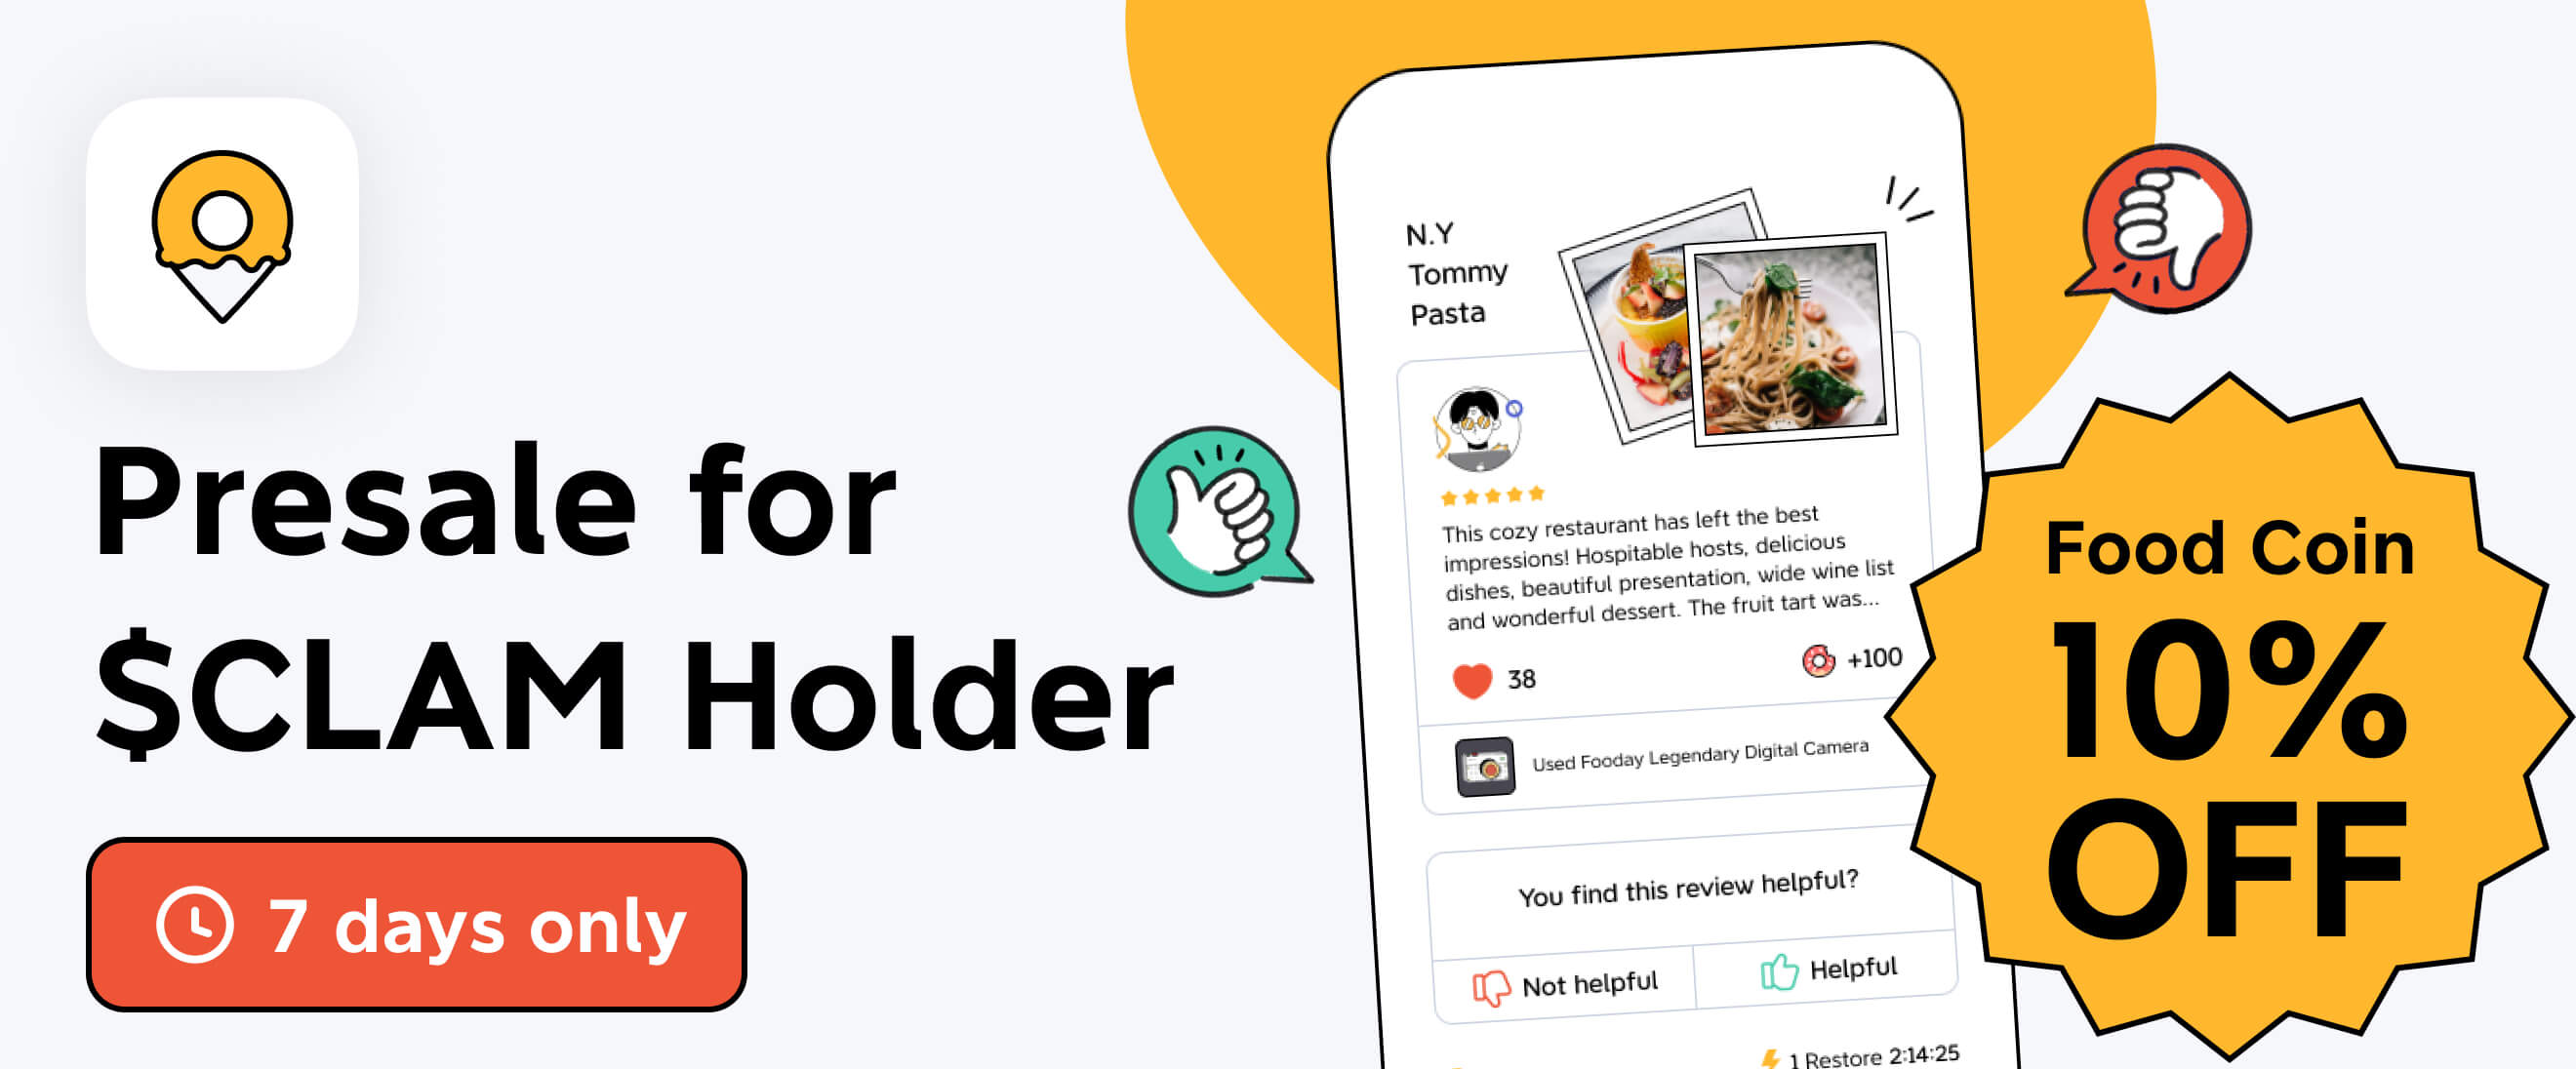 Presale for
$CLAM Holder
7 days only
N.Y
Tommy
Pasta
This cozy restaurant has left the best
impressions! Hospitable hosts, delicious
dishes, beautiful presentation, wide wine list
and wonderful dessert. The fruit tart was...
38
+100
Used Fooday Legendary Digital Camera
You find this review helpful?
Not helpful
Helpful
1 Restore 2:14:25
Food Coin
10%
OFF